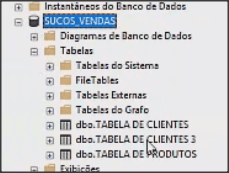 Instantâneos do Banco de Dados
SUCOS_VENDAS
Diagramas de Banco de Dados
Tabelas
Tabelas do Sistema
FileTables
Tabelas Externas
Tabelas do Grafo
dbo.TABELA DE CLIENTES
dbo.TABELA DE CLIENTES 3
dbo.TABELA DE PRODUTOS
Exibições